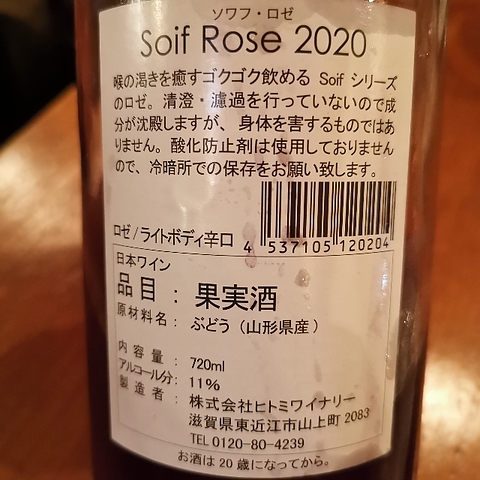 ソワフ・ロゼ
Soif Rose 2020
喉の渇きを癒すゴクゴク飲める Soif シリーズ
のロゼ。清澄・濾過を行っていないので成
分が沈殿しますが、身体を害するものではあ
りません。酸化防止剤は使用しておりません
ので、冷暗所での保存をお願い致します。
ロゼ/ライトボディ辛口
4 537105 120204
日本ワイン
品目 : 果実酒
原材料名 : ぶどう（山形県産）
内容量 : 720ml
アルコール分 : 11%
製造者 : 株式会社ヒトミワイナリー
滋賀県東近江市山上町 2083
TEL 0120-80-4239
お酒は 20 歳になってから。